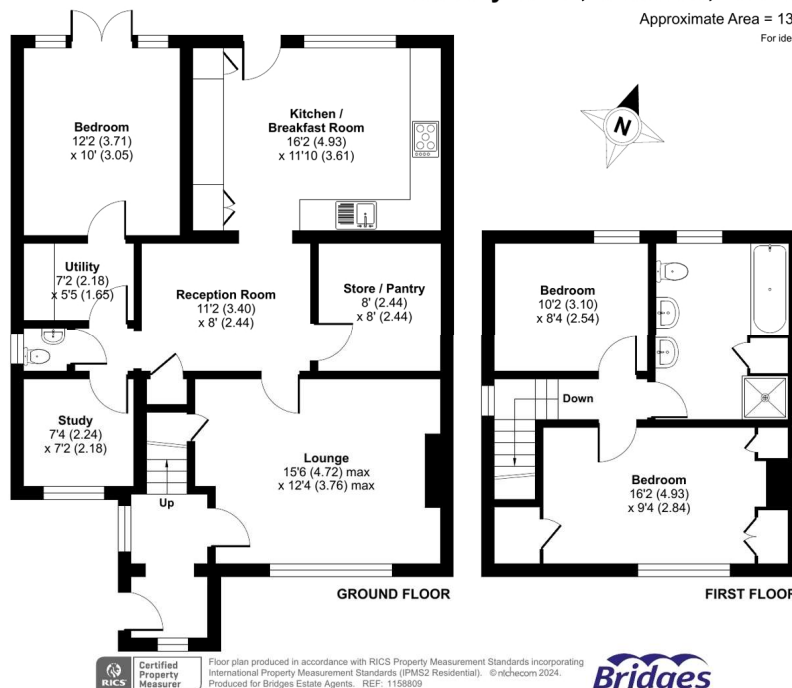 Approximate Area = 13
For ide
N
Bedroom
12'2 (3.71)
x 10' (3.05)
Kitchen /
Breakfast Room
16'2 (4.93)
x 11'10 (3.61)
Utility
7'2 (2.18)
x 5'5 (1.65)
Reception Room
11'2 (3.40)
x 8' (2.44)
Store / Pantry
8' (2.44)
x 8' (2.44)
Study
7'4 (2.24)
x 7'2 (2.18)
Lounge
15'6 (4.72) max
x 12'4 (3.76) max
Up
GROUND FLOOR
Bedroom
10'2 (3.10)
x 8'4 (2.54)
Down
Bedroom
16'2 (4.93)
x 9'4 (2.84)
FIRST FLOOR
RICS
Certified
Property
Measurer
Floor plan produced in accordance with RICS Property Measurement Standards incorporating
International Property Measurement Standards (IPMS2 Residential). © nıchecom 2024.
Produced for Bridges Estate Agents. REF: 1158809
Bridges